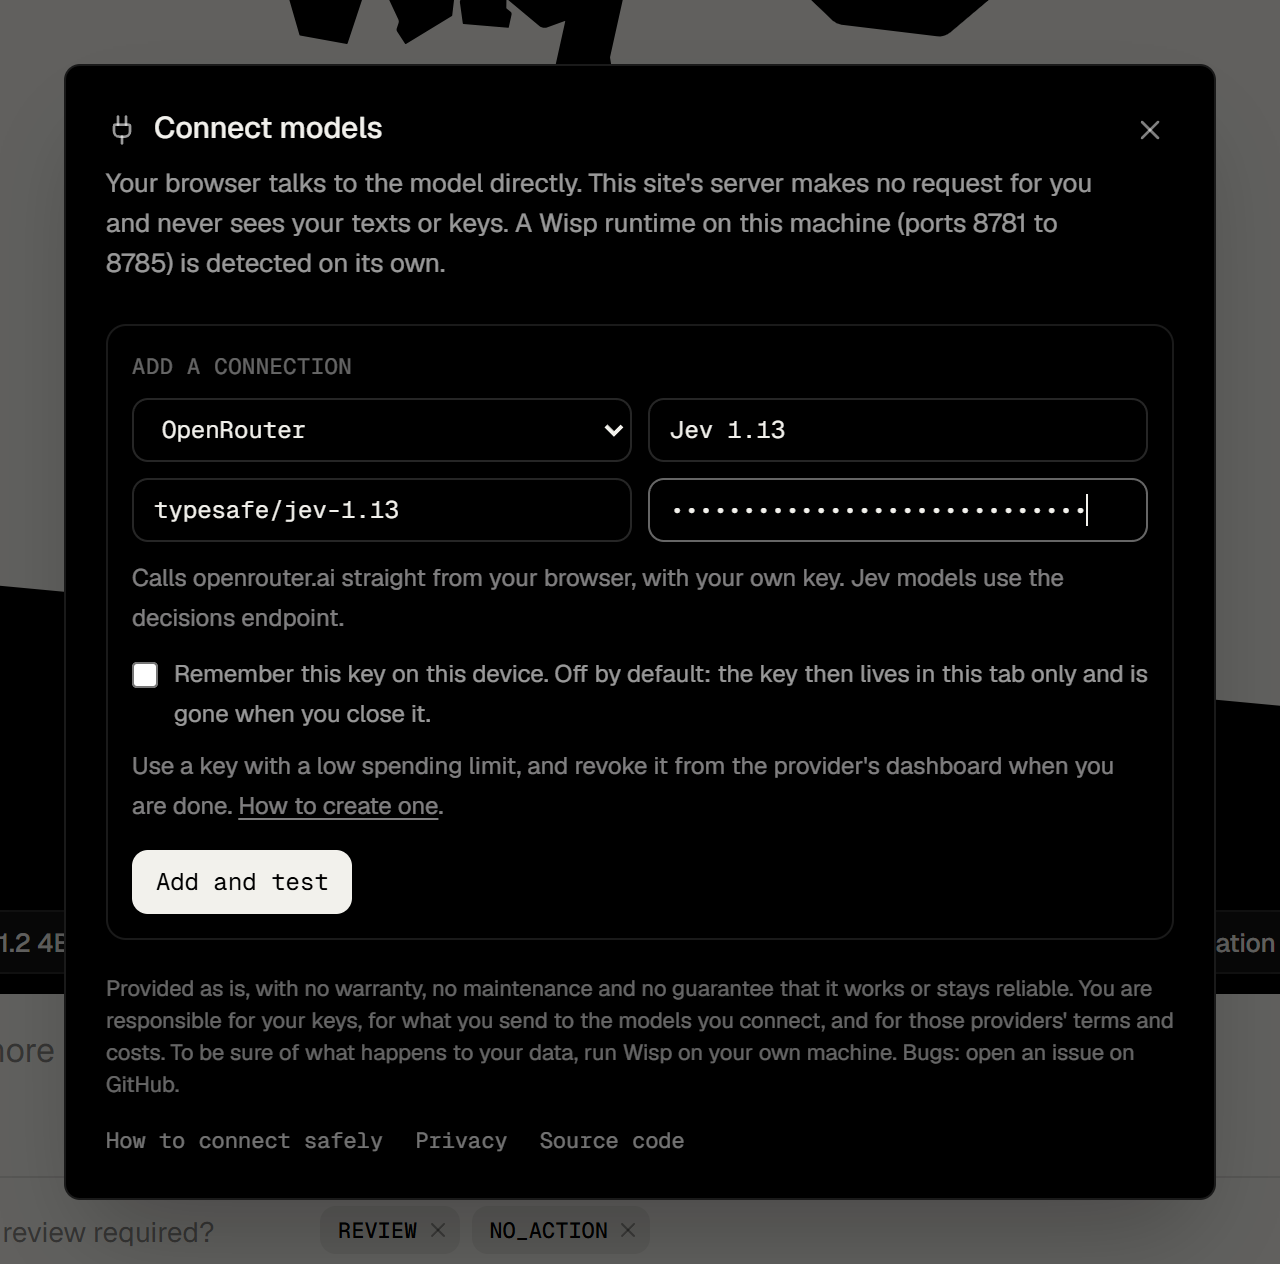 Connect models
Your browser talks to the model directly. This site's server makes no request for you
and never sees your texts or keys. A Wisp runtime on this machine (ports 8781 to
8785) is detected on its own.
ADD A CONNECTION
OpenRouter
Jev 1.13
typesafe/jev-1.13
Calls openrouter.ai straight from your browser, with your own key. Jev models use the
decisions endpoint.
Remember this key on this device. Off by default: the key then lives in this tab only and is
gone when you close it.
Use a key with a low spending limit, and revoke it from the provider's dashboard when you
are done. How to create one.
Add and test
1.2 4B
ation
Provided as is, with no warranty, no maintenance and no guarantee that it works or stays reliable. You are
responsible for your keys, for what you send to the models you connect, and for those providers' terms and
costs. To be sure of what happens to your data, run Wisp on your own machine. Bugs: open an issue on
GitHub.
How to connect safely Privacy Source code
review required?
REVIEW
NO_ACTION